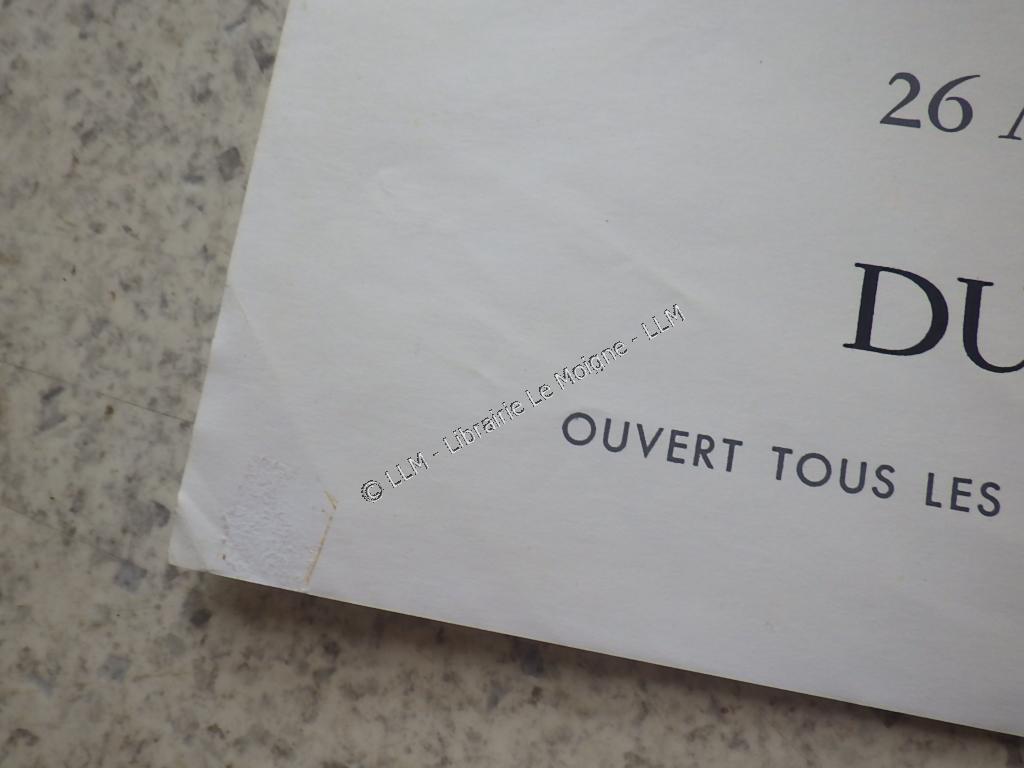 26
DU
© LLM - Librairie Le Moigne - LLM
OUVERT TOUS LES